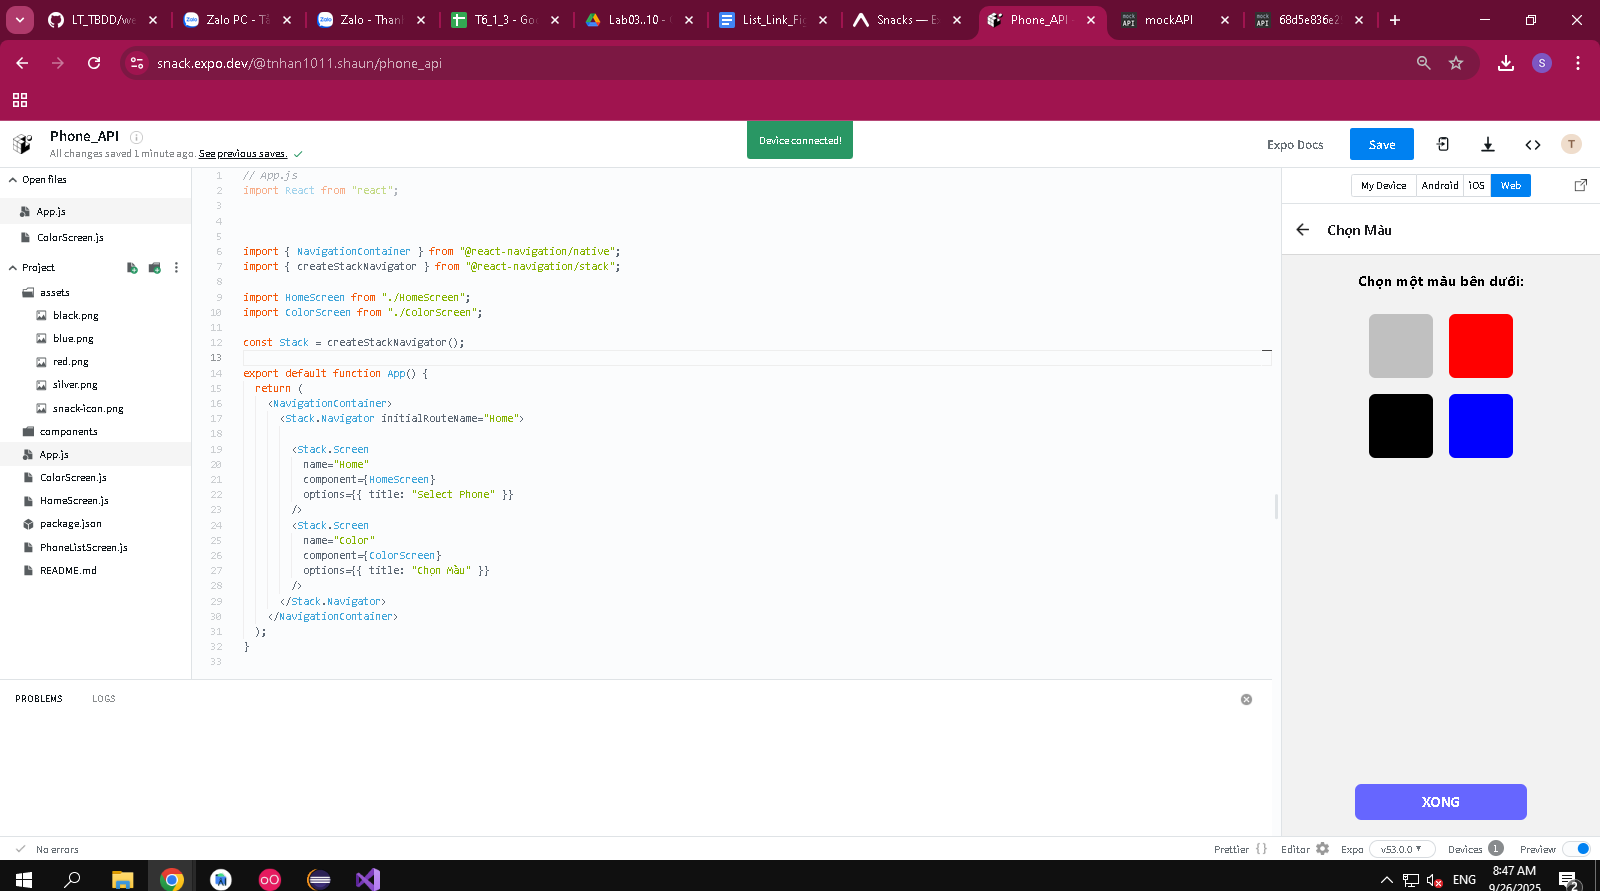 LT_TBDD/we
Zalo PC - Tả
Zalo - Thanl
T6_1_3 - Goo
Lab03..10 - G
List_Link_Fig
Snacks — Ex
Phone_API -
mockAPI
68d5e836e2
snack.expo.dev/@tnhan1011.shaun/phone_api
S
Phone_API
All changes saved 1 minute ago. See previous saves.
Device connected!
Expo Docs
Save
T
Open files
App.js
ColorScreen.js
Project
assets
black.png
blue.png
red.png
silver.png
snack-icon.png
components
App.js
ColorScreen.js
HomeScreen.js
package.json
PhoneListScreen.js
README.md
1 // App.js
2 import React from "react";
3
4
5
6 import { NavigationContainer } from "@react-navigation/native";
7 import { createStackNavigator } from "@react-navigation/stack";
8
9 import HomeScreen from "./HomeScreen";
10 import ColorScreen from "./ColorScreen";
11
12 const Stack = createStackNavigator();
13
14 export default function App() {
15 return (
16 <NavigationContainer>
17 <Stack.Navigator initialRouteName="Home">
18
19 <Stack.Screen
20 name="Home"
21 component={HomeScreen}
22 options={{ title: "Select Phone" }}
23 />
24 <Stack.Screen
25 name="Color"
26 component={ColorScreen}
27 options={{ title: "Chọn Màu" }}
28 />
29 </Stack.Navigator>
30 </NavigationContainer>
31 );
32 }
33
My Device Android iOS Web
Chọn Màu
Chọn một màu bên dưới:
XONG
PROBLEMS LOGS
No errors
Prettier {} Editor Expo v53.0.0 Devices 1 Preview
ENG
8:47 AM
9/26/2025
2